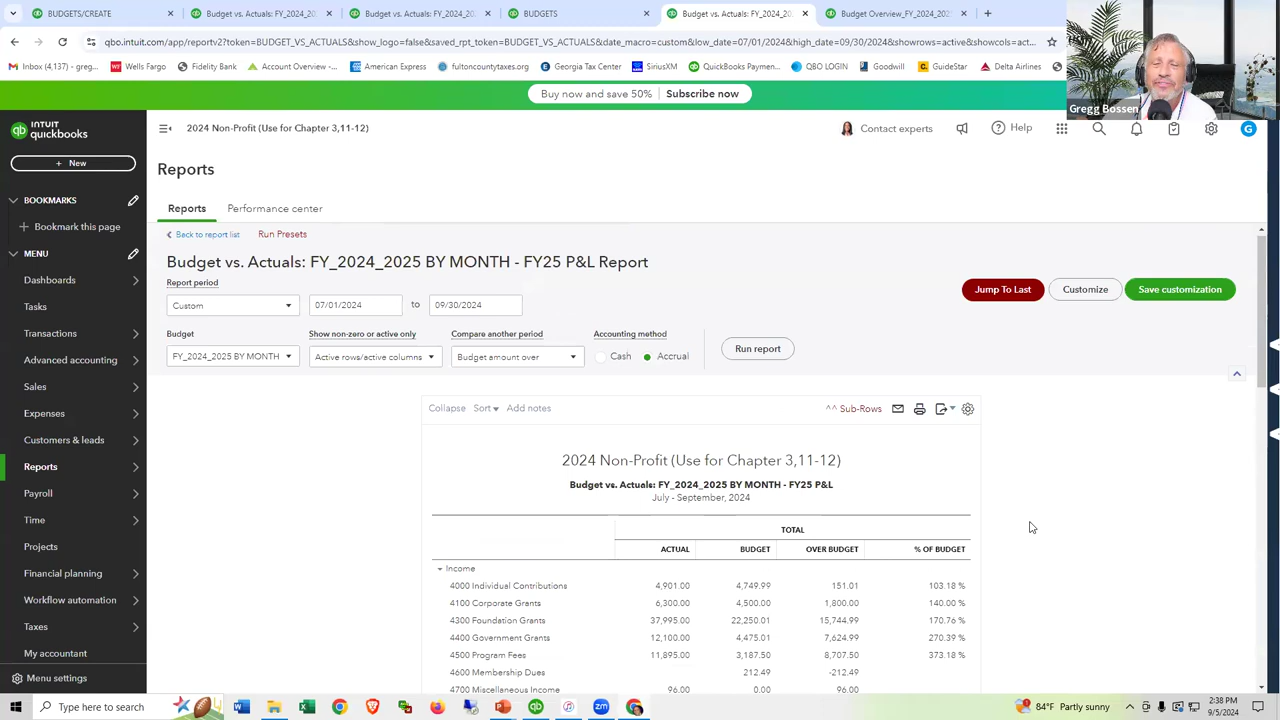 BUDGETS/CREATE
Budget vs. Actuals: FY_2024_20
Budget vs. Actuals: FY_2024_20
BUDGETS
Budget vs. Actuals: FY_2024_20
Budget Overview_FY_2024_202
qbo.intuit.com/app/reportv2?token=BUDGET_VS_ACTUALS&show_logo=false&saved_rpt_token=BUDGET_VS_ACTUALS&date_macro=custom&low_date=07/01/2024&high_date=09/30/2024&showrows=active&showcols=act...
Inbox (4,137) - greg...
Wells Fargo
Fidelity Bank
Account Overview -...
American Express
fultoncountytaxes.org
Georgia Tax Center
SiriusXM
QuickBooks Paymen...
QBO LOGIN
Goodwill
GuideStar
Delta Airlines
Gregg Bossen
Buy now and save 50%
Subscribe now
INTUIT
quickbooks
2024 Non-Profit (Use for Chapter 3,11-12)
Contact experts
Help
G
+ New
BOOKMARKS
+ Bookmark this page
MENU
Dashboards
Tasks
Transactions
Advanced accounting
Sales
Expenses
Customers & leads
Reports
Payroll
Time
Projects
Financial planning
Workflow automation
Taxes
My accountant
Menu settings
Reports
Reports
Performance center
Back to report list
Run Presets
Budget vs. Actuals: FY_2024_2025 BY MONTH - FY25 P&L Report
Report period
Custom
07/01/2024
to
09/30/2024
Jump To Last
Customize
Save customization
Budget
Show non-zero or active only
Compare another period
Accounting method
FY_2024_2025 BY MONTH
Active rows/active columns
Budget amount over
Cash
Accrual
Run report
Collapse
Sort
Add notes
^^ Sub-Rows
2024 Non-Profit (Use for Chapter 3,11-12)
Budget vs. Actuals: FY_2024_2025 BY MONTH - FY25 P&L
July - September, 2024
TOTAL
ACTUAL BUDGET OVER BUDGET % OF BUDGET
Income
4000 Individual Contributions 4,901.00 4,749.99 151.01 103.18 %
4100 Corporate Grants 6,300.00 4,500.00 1,800.00 140.00 %
4300 Foundation Grants 37,995.00 22,250.01 15,744.99 170.76 %
4400 Government Grants 12,100.00 4,475.01 7,624.99 270.39 %
4500 Program Fees 11,895.00 3,187.50 8,707.50 373.18 %
4600 Membership Dues 212.49 -212.49
4700 Miscellaneous Income 96.00 0.00 96.00
Type here to search
84°F Partly sunny
2:38 PM
9/5/2024